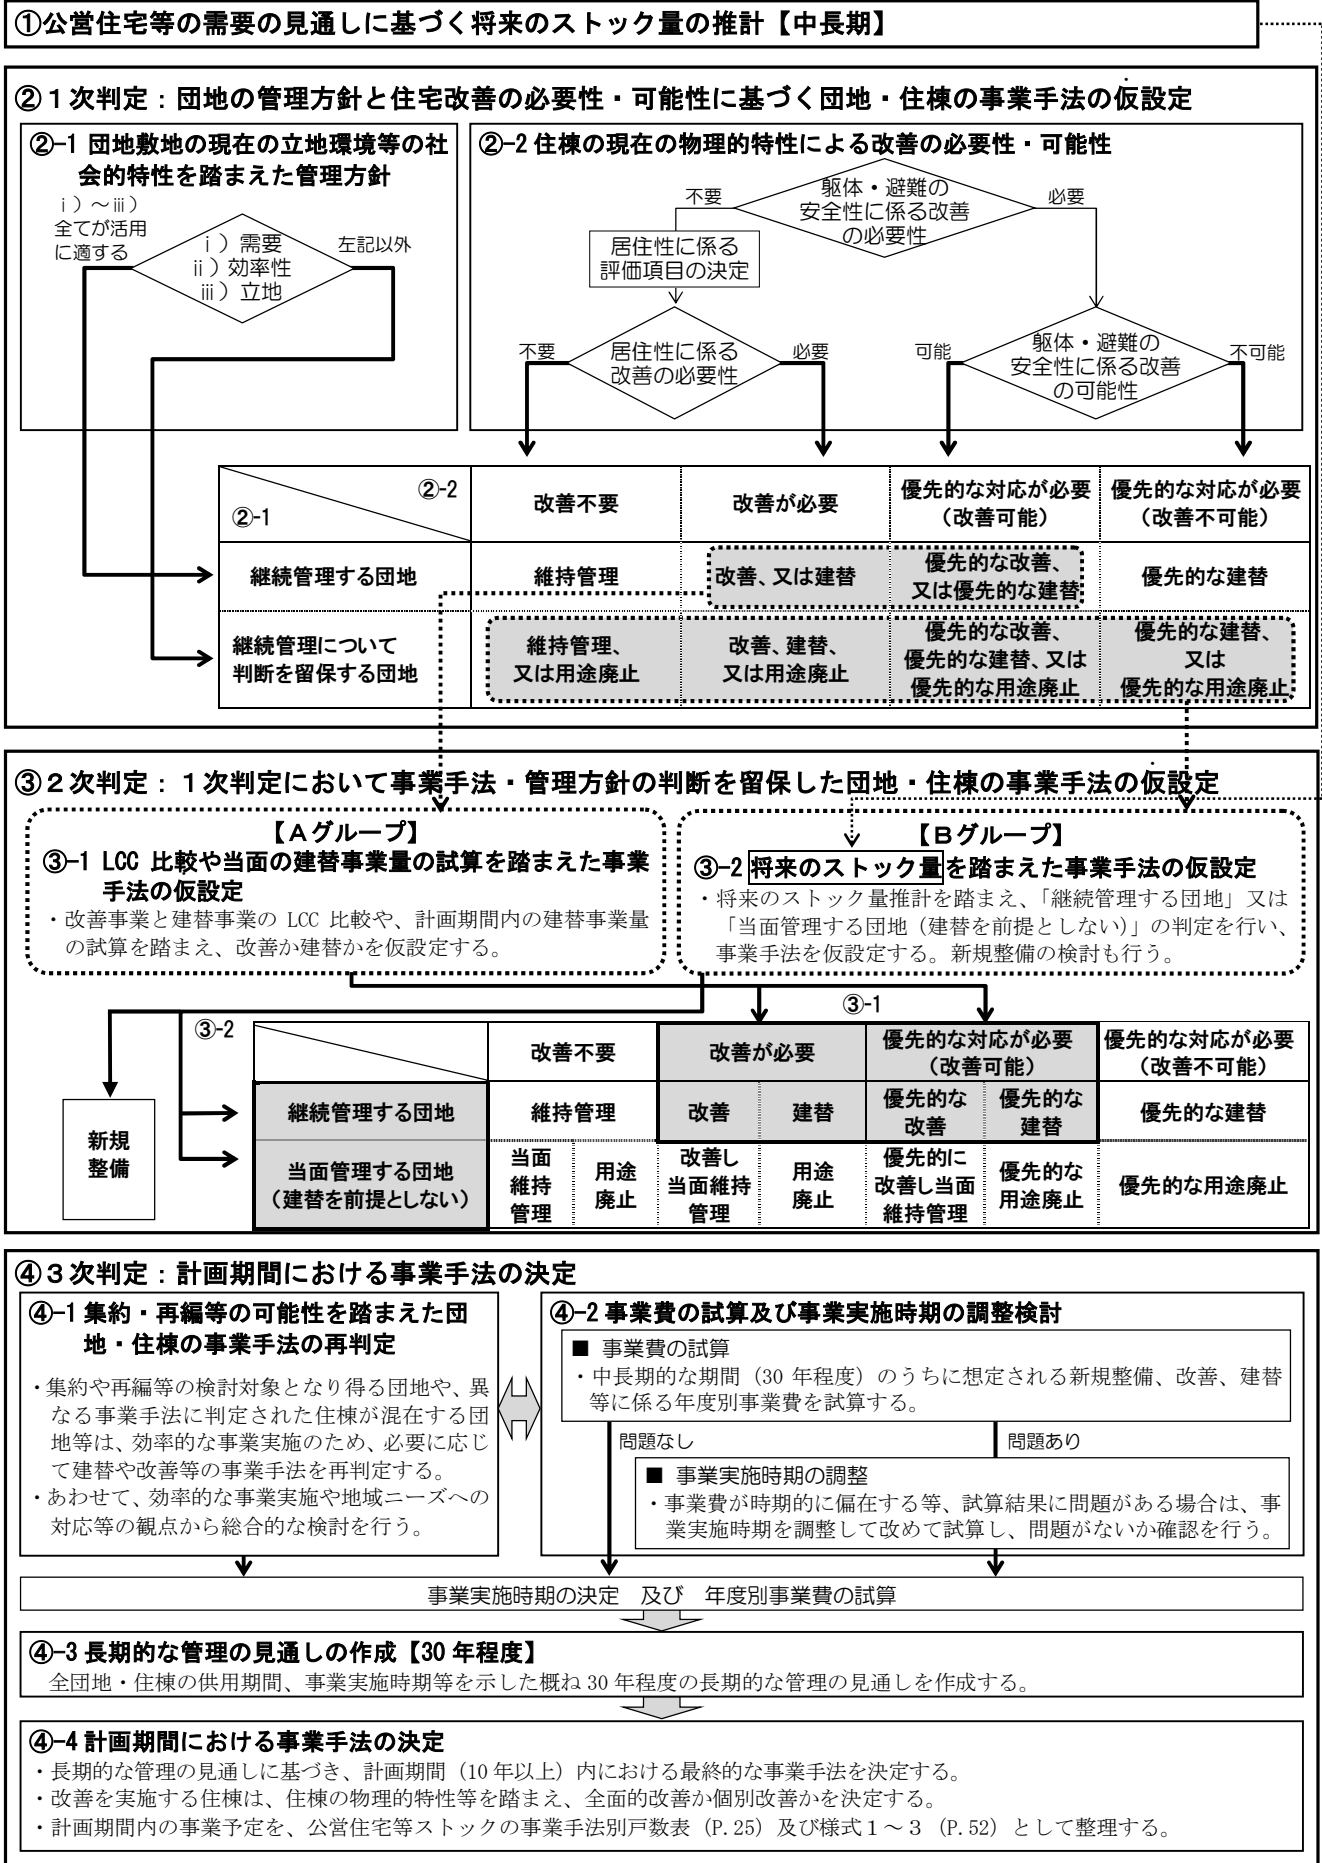 ①公営住宅等の需要の見通しに基づく将来のストック量の推計【中長期】
②１次判定：団地の管理方針と住宅改善の必要性・可能性に基づく団地・住棟の事業手法の仮設定
②-1 団地敷地の現在の立地環境等の社
会的特性を踏まえた管理方針
ⅰ）～ⅲ）
全てが活用
に適する
ⅰ）需要
ⅱ）効率性
ⅲ）立地
左記以外
②-2 住棟の現在の物理的特性による改善の必要性・可能性
不要
躯体・避難の
安全性に係る改善
の必要性
必要
居住性に係る
評価項目の決定
不要
居住性に係る
改善の必要性
必要
可能
躯体・避難の
安全性に係る改善
の可能性
不可能
②-2
②-1
改善不要
改善が必要
優先的な対応が必要
（改善可能）
優先的な対応が必要
（改善不可能）
継続管理する団地
維持管理
改善、又は建替
優先的な改善、
又は優先的な建替
優先的な建替
継続管理について
判断を留保する団地
維持管理、
又は用途廃止
改善、建替、
又は用途廃止
優先的な改善、
優先的な建替、又は
優先的な用途廃止
優先的な建替、
又は
優先的な用途廃止
③２次判定：１次判定において事業手法・管理方針の判断を留保した団地・住棟の事業手法の仮設定
【Ａグループ】
③-1 LCC 比較や当面の建替事業量の試算を踏まえた事業
手法の仮設定
・改善事業と建替事業の LCC 比較や、計画期間内の建替事業量
の試算を踏まえ、改善か建替かを仮設定する。
【Ｂグループ】
③-2 将来のストック量を踏まえた事業手法の仮設定
・将来のストック量推計を踏まえ、「継続管理する団地」又は
「当面管理する団地（建替を前提としない）」の判定を行い、
事業手法を仮設定する。新規整備の検討も行う。
③-1
③-2
新規
整備
改善不要
改善が必要
優先的な対応が必要
（改善可能）
優先的な対応が必要
（改善不可能）
継続管理する団地
維持管理
改善
建替
優先的な
改善
優先的な
建替
優先的な建替
当面管理する団地
（建替を前提としない）
当面
維持
管理
用途
廃止
改善し
当面維持
管理
用途
廃止
優先的に
改善し当面
維持管理
優先的な
用途廃止
優先的な用途廃止
④３次判定：計画期間における事業手法の決定
④-1 集約・再編等の可能性を踏まえた団
地・住棟の事業手法の再判定
・集約や再編等の検討対象となり得る団地や、異
なる事業手法に判定された住棟が混在する団
地等は、効率的な事業実施のため、必要に応じ
て建替や改善等の事業手法を再判定する。
・あわせて、効率的な事業実施や地域ニーズへの
対応等の観点から総合的な検討を行う。
④-2 事業費の試算及び事業実施時期の調整検討
■ 事業費の試算
・中長期的な期間（30 年程度）のうちに想定される新規整備、改善、建替
等に係る年度別事業費を試算する。
問題なし
問題あり
■ 事業実施時期の調整
・事業費が時期的に偏在する等、試算結果に問題がある場合は、事
業実施時期を調整して改めて試算し、問題がないか確認を行う。
事業実施時期の決定　及び　年度別事業費の試算
④-3 長期的な管理の見通しの作成【30 年程度】
全団地・住棟の供用期間、事業実施時期等を示した概ね 30 年程度の長期的な管理の見通しを作成する。
④-4 計画期間における事業手法の決定
・長期的な管理の見通しに基づき、計画期間（10 年以上）内における最終的な事業手法を決定する。
・改善を実施する住棟は、住棟の物理的特性等を踏まえ、全面的改善か個別改善かを決定する。
・計画期間内の事業予定を、公営住宅等ストックの事業手法別戸数表（P.25）及び様式１～３（P.52）として整理する。